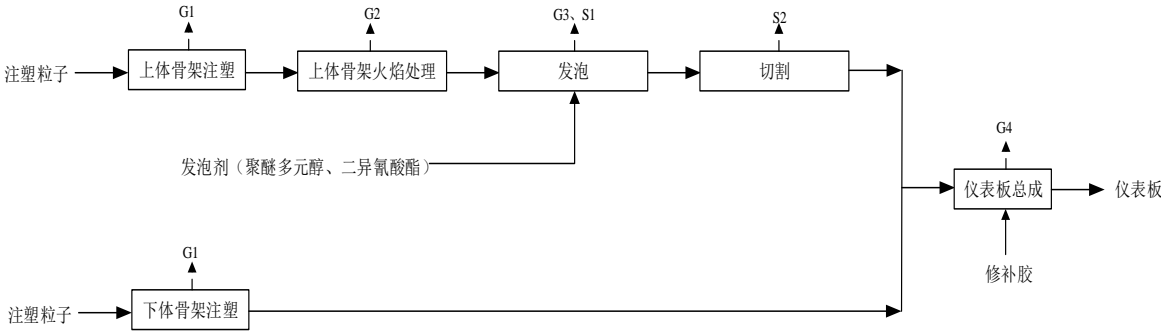 G1
G2
G3、S1
S2
注塑粒子
上体骨架注塑
上体骨架火焰处理
发泡
切割
G4
发泡剂（聚醚多元醇、二异氰酸酯）
仪表板总成
仪表板
G1
修补胶
注塑粒子
下体骨架注塑